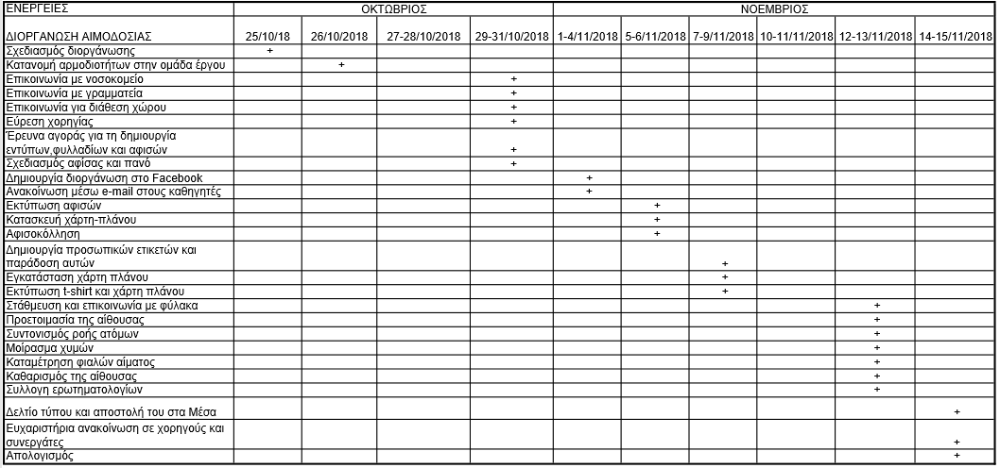 ΕΝΕΡΓΕΙΕΣ ΟΚΤΩΒΡΙΟΣ ΝΟΕΜΒΡΙΟΣ
ΔΙΟΡΓΑΝΩΣΗ ΑΙΜΟΔΟΣΙΑΣ 25/10/18 26/10/2018 27-28/10/2018 29-31/10/2018 1-4/11/2018 5-6/11/2018 7-9/11/2018 10-11/11/2018 12-13/11/2018 14-15/11/2018
Σχεδιασμός διοργάνωσης +
Κατανομή αρμοδιοτήτων στην ομάδα έργου +
Επικοινωνία με νοσοκομείο +
Επικοινωνία με γραμματεία +
Επικοινωνία για διάθεση χώρου +
Εύρεση χορηγίας +
Έρευνα αγοράς για τη δημιουργία
εντύπων,φυλλαδίων και αφισών +
Σχεδιασμός αφίσας και πανό +
Δημιουργία διοργάνωση στο Facebook +
Ανακοίνωση μέσω e-mail στους καθηγητές +
Εκτύπωση αφισών +
Κατασκευή χάρτη-πλάνου +
Αφισοκόλληση +
Δημιουργία προσωπικών ετικετών και
παράδοση αυτών +
Εγκατάσταση χάρτη πλάνου +
Εκτύπωση t-shirt και χάρτη πλάνου +
Στάθμευση και επικοινωνία με φύλακα +
Προετοιμασία της αίθουσας +
Συντονισμός ροής ατόμων +
Μοίρασμα χυμών +
Καταμέτρηση φιαλών αίματος +
Καθαρισμός της αίθουσας +
Συλλογη ερωτηματολογίων +
Δελτίο τύπου και αποστολή του στα Μέσα +
Ευχαριστήρια ανακοίνωση σε χορηγούς και
συνεργάτες +
Απολογισμός +